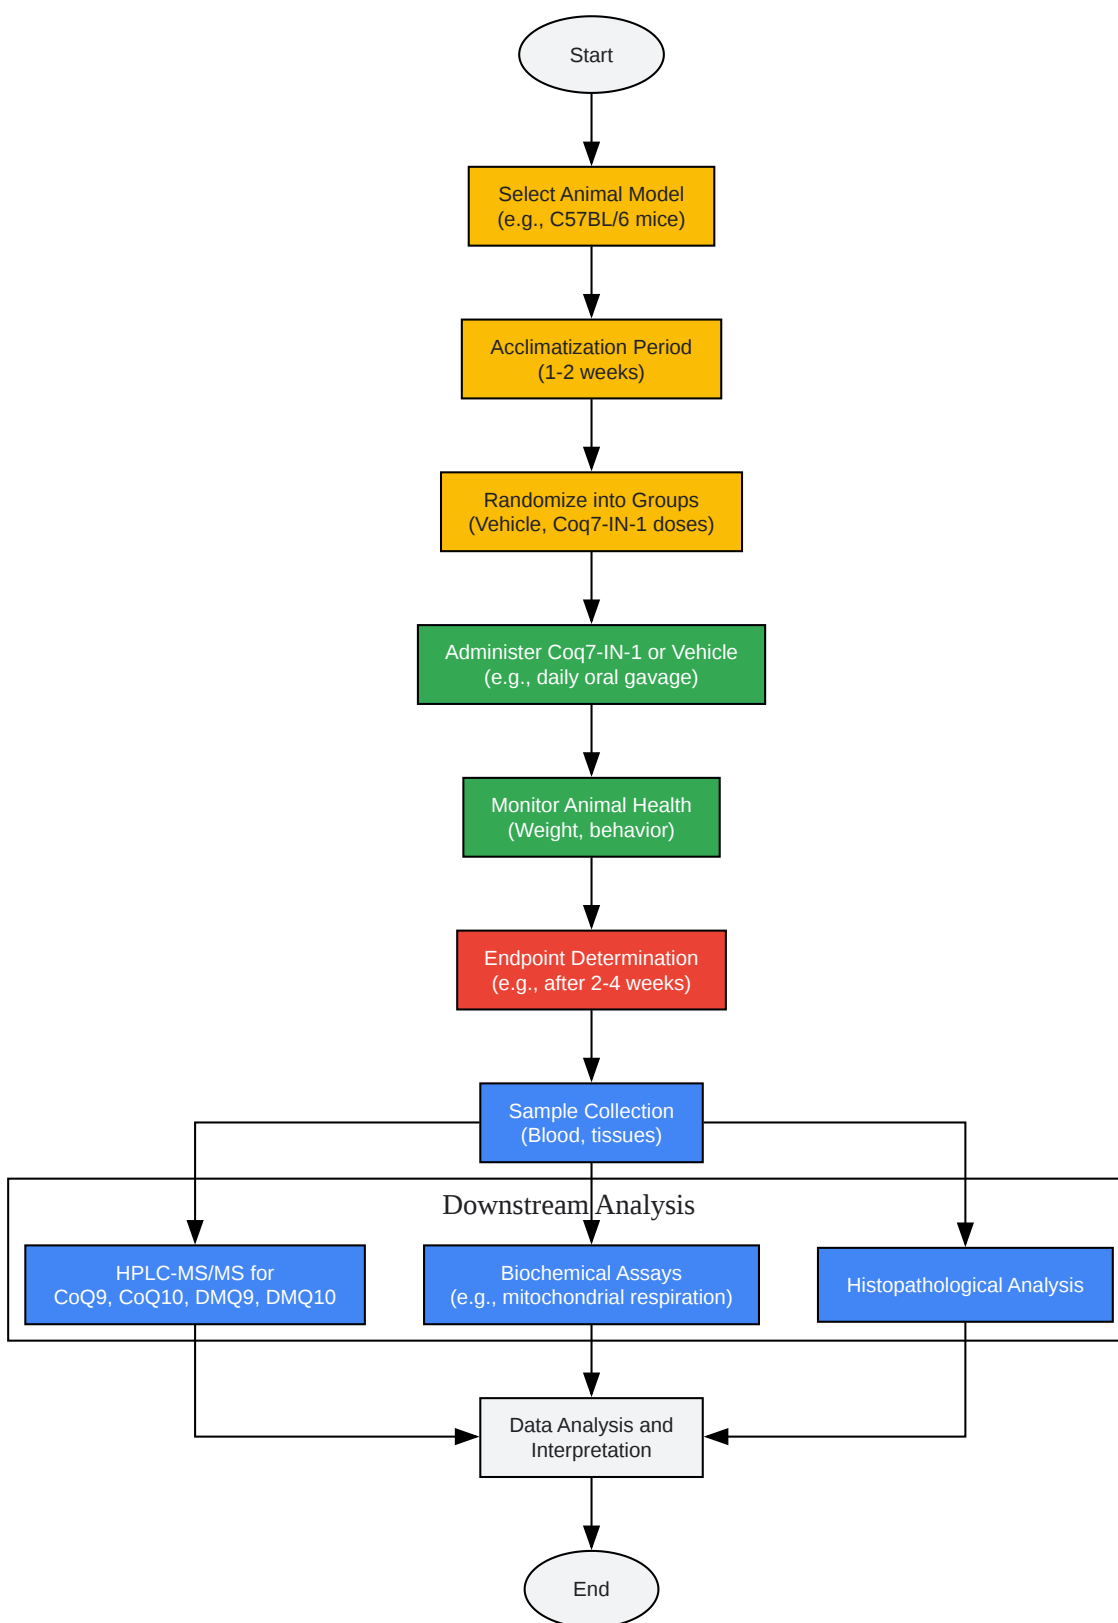 Start
Select Animal Model
(e.g., C57BL/6 mice)
Acclimatization Period
(1-2 weeks)
Randomize into Groups
(Vehicle, Coq7-IN-1 doses)
Administer Coq7-IN-1 or Vehicle
(e.g., daily oral gavage)
Monitor Animal Health
(Weight, behavior)
Endpoint Determination
(e.g., after 2-4 weeks)
Sample Collection
(Blood, tissues)
Downstream Analysis
HPLC-MS/MS for
CoQ9, CoQ10, DMQ9, DMQ10
Biochemical Assays
(e.g., mitochondrial respiration)
Histopathological Analysis
Data Analysis and
Interpretation
End